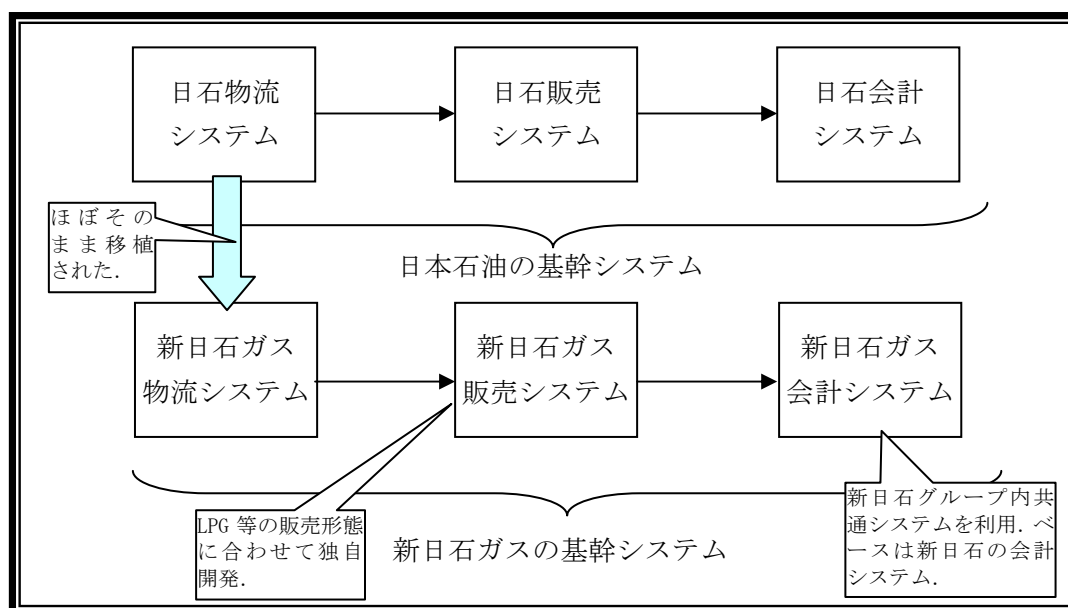 日石物流
システム
日石販売
システム
日石会計
システム
ほぼその
まま移植
された.
日本石油の基幹システム
新日石ガス
物流システム
新日石ガス
販売システム
新日石ガス
会計システム
LPG 等の販売形態
に合わせて独自
開発.
新日石ガスの基幹システム
新日石グループ内共
通システムを利用. ベ
ースは新日石の会計
システム.